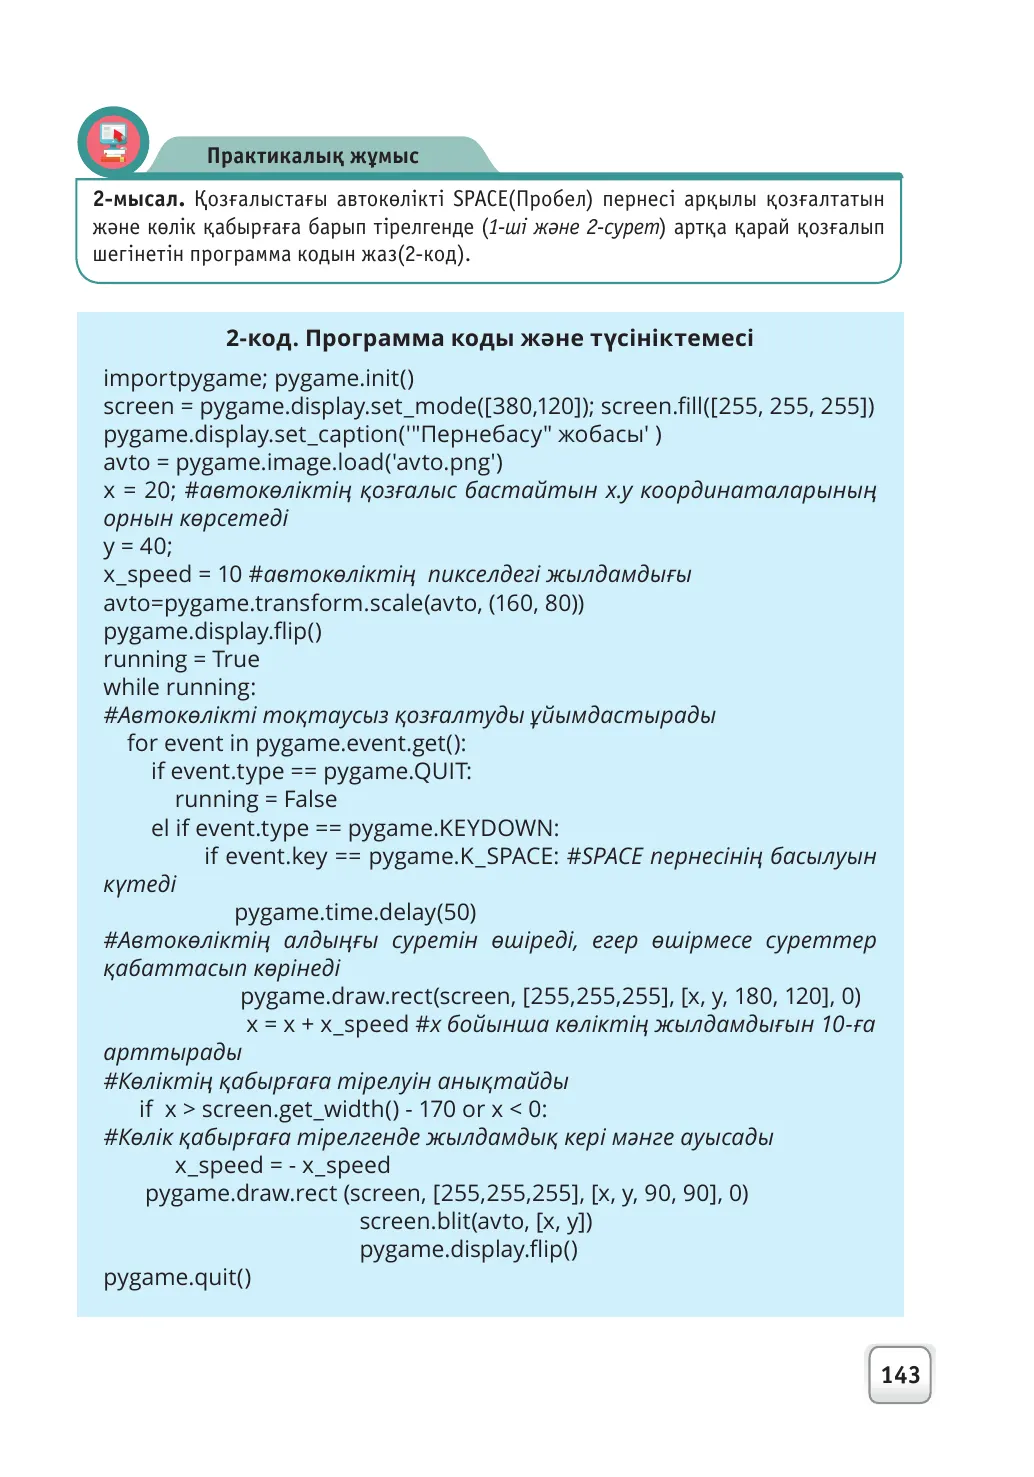 Практикалық жұмыс
2-мысал. Қозғалыстағы автокөлікті SPACE(Пробел) пернесі арқылы қозғалтатын
және көлік қабырғаға барып тірелгенде (1-ші және 2-сурет) артқа қарай қозғалып
шегінетін программа кодын жаз(2-код).
2-код. Программа коды және түсініктемесі
importpygame; pygame.init()
screen = pygame.display.set_mode([380,120]); screen.fill([255, 255, 255])
pygame.display.set_caption('"Пернебасу" жобасы' )
avto = pygame.image.load('avto.png')
x = 20; #автокөліктің қозғалыс бастайтын x.y координаталарының
орнын көрсетеді
y = 40;
x_speed = 10 #автокөліктің  пикселдегі жылдамдығы
avto=pygame.transform.scale(avto, (160, 80))
pygame.display.flip()
running = True
while running:
#Автокөлікті тоқтаусыз қозғалтуды ұйымдастырады
for event in pygame.event.get():
if event.type == pygame.QUIT:
running = False
el if event.type == pygame.KEYDOWN:
if event.key == pygame.K_SPACE: #SPACE пернесінің басылуын
күтеді
pygame.time.delay(50)
#Автокөліктің алдыңғы суретін өшіреді, егер өшірмесе суреттер
қабаттасып көрінеді
pygame.draw.rect(screen, [255,255,255], [x, y, 180, 120], 0)
x = x + x_speed #x бойынша көліктің жылдамдығын 10-ға
арттырады
#Көліктің қабырғаға тірелуін анықтайды
if  x > screen.get_width() - 170 or x < 0:
#Көлік қабырғаға тірелгенде жылдамдық кері мәнге ауысады
x_speed = - x_speed
pygame.draw.rect (screen, [255,255,255], [x, y, 90, 90], 0)
screen.blit(avto, [x, y])
pygame.display.flip()
pygame.quit()
143